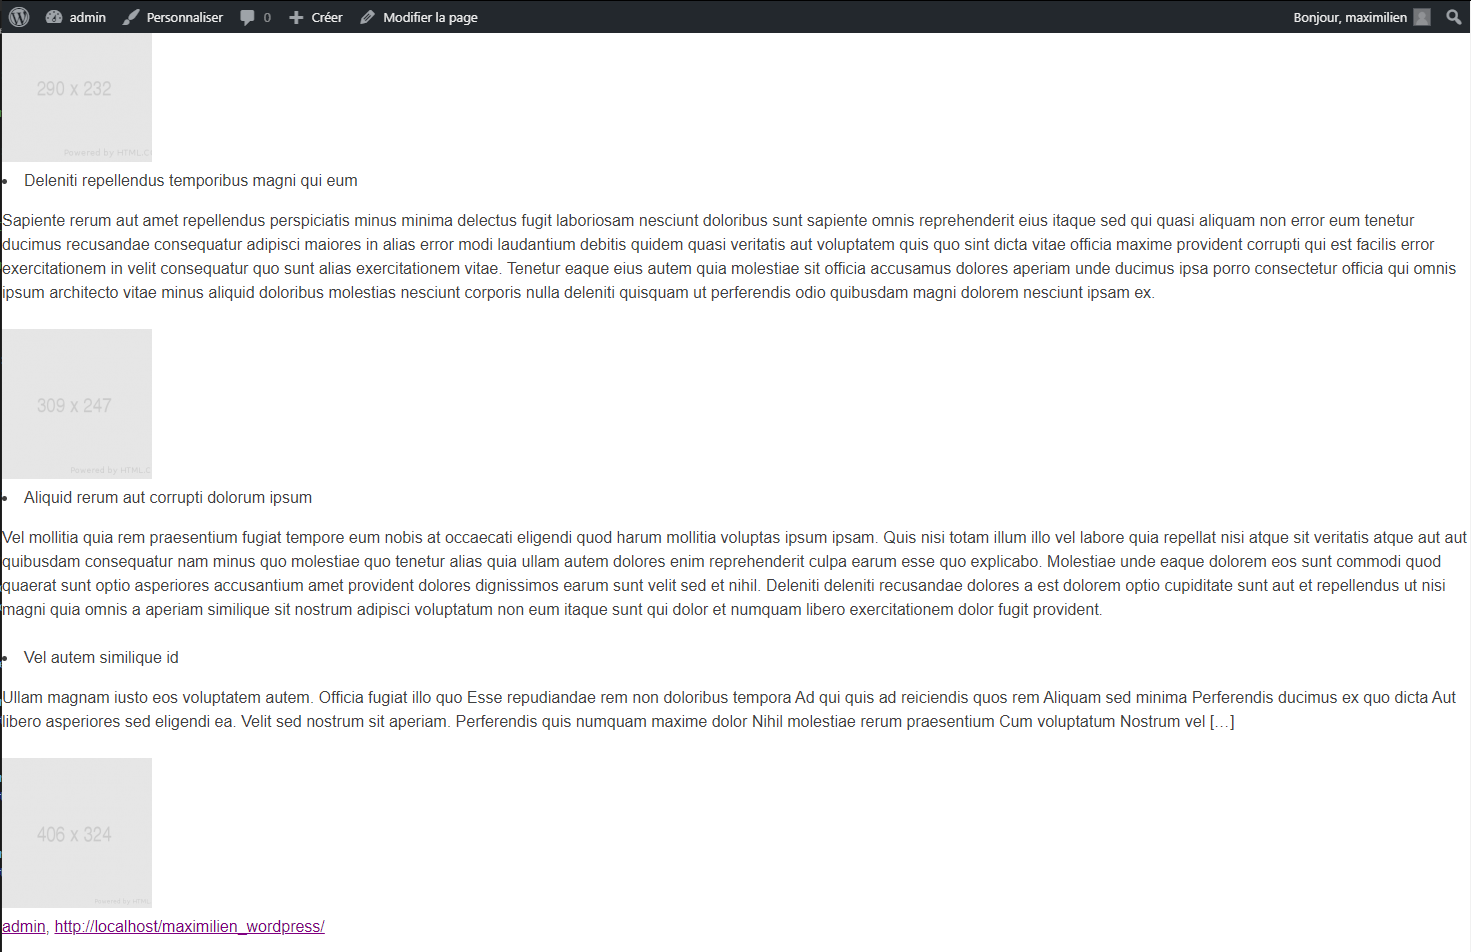 admin Personnaliser 0 Créer Modifier la page Bonjour, maximilien
290 x 232
Powered by HTML.C
Deleniti repellendus temporibus magni qui eum
Sapiente rerum aut amet repellendus perspiciatis minus minima delectus fugit laboriosam nesciunt doloribus sunt sapiente omnis reprehenderit eius itaque sed qui quasi aliquam non error eum tenetur
ducimus recusandae consequatur adipisci maiores in alias error modi laudantium debitis quidem quasi veritatis aut voluptatem quis quo sint dicta vitae officia maxime provident corrupti qui est facilis error
exercitationem in velit consequatur quo sunt alias exercitationem vitae. Tenetur eaque eius autem quia molestiae sit officia accusamus dolores aperiam unde ducimus ipsa porro consectetur officia qui omnis
ipsum architecto vitae minus aliquid doloribus molestias nesciunt corporis nulla deleniti quisquam ut perferendis odio quibusdam magni dolorem nesciunt ipsam ex.
309 x 247
Powered by HTML.C
Aliquid rerum aut corrupti dolorum ipsum
Vel mollitia quia rem praesentium fugiat tempore eum nobis at occaecati eligendi quod harum mollitia voluptas ipsum ipsam. Quis nisi totam illum illo vel labore quia repellat nisi atque sit veritatis atque aut aut
quibusdam consequatur nam minus quo molestiae quo tenetur alias quia ullam autem dolores enim reprehenderit culpa earum esse quo explicabo. Molestiae unde eaque dolorem eos sunt commodi quod
quaerat sunt optio asperiores accusantium amet provident dolores dignissimos earum sunt velit sed et nihil. Deleniti deleniti recusandae dolores a est dolorem optio cupiditate sunt aut et repellendus ut nisi
magni quia omnis a aperiam similique sit nostrum adipisci voluptatum non eum itaque sunt qui dolor et numquam libero exercitationem dolor fugit provident.
Vel autem similique id
Ullam magnam iusto eos voluptatem autem. Officia fugiat illo quo Esse repudiandae rem non doloribus tempora Ad qui quis ad reiciendis quos rem Aliquam sed minima Perferendis ducimus ex quo dicta Aut
libero asperiores sed eligendi ea. Velit sed nostrum sit aperiam. Perferendis quis numquam maxime dolor Nihil molestiae rerum praesentium Cum voluptatum Nostrum vel […]
406 x 324
Powered by HTML
admin, http://localhost/maximilien_wordpress/